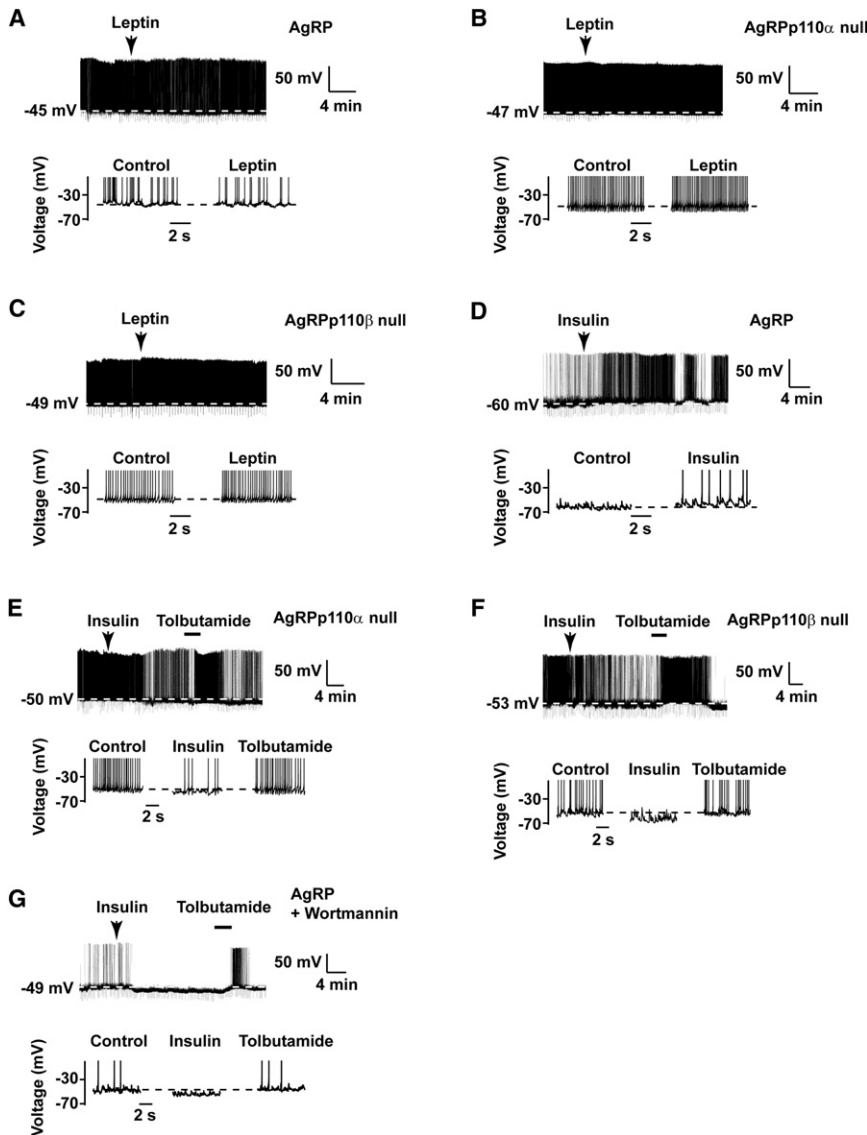 A
Leptin
AgRP
50 mV
4 min
-45 mV
Control
Leptin
Voltage (mV)
-30
-70
2 s
B
Leptin
AgRPp110α null
50 mV
4 min
-47 mV
Control
Leptin
Voltage (mV)
-30
-70
2 s
C
Leptin
AgRPp110β null
50 mV
4 min
-49 mV
Control
Leptin
Voltage (mV)
-30
-70
2 s
D
Insulin
AgRP
50 mV
4 min
-60 mV
Control
Insulin
Voltage (mV)
-30
-70
2 s
E
Insulin
Tolbutamide
AgRPp110α null
50 mV
4 min
-50 mV
Control
Insulin
Tolbutamide
Voltage (mV)
-30
-70
2 s
F
Insulin
Tolbutamide
AgRPp110β null
50 mV
4 min
-53 mV
Control
Insulin
Tolbutamide
Voltage (mV)
-30
-70
2 s
G
Insulin
Tolbutamide
AgRP
+ Wortmannin
50 mV
4 min
-49 mV
Control
Insulin
Tolbutamide
Voltage (mV)
-30
-70
2 s